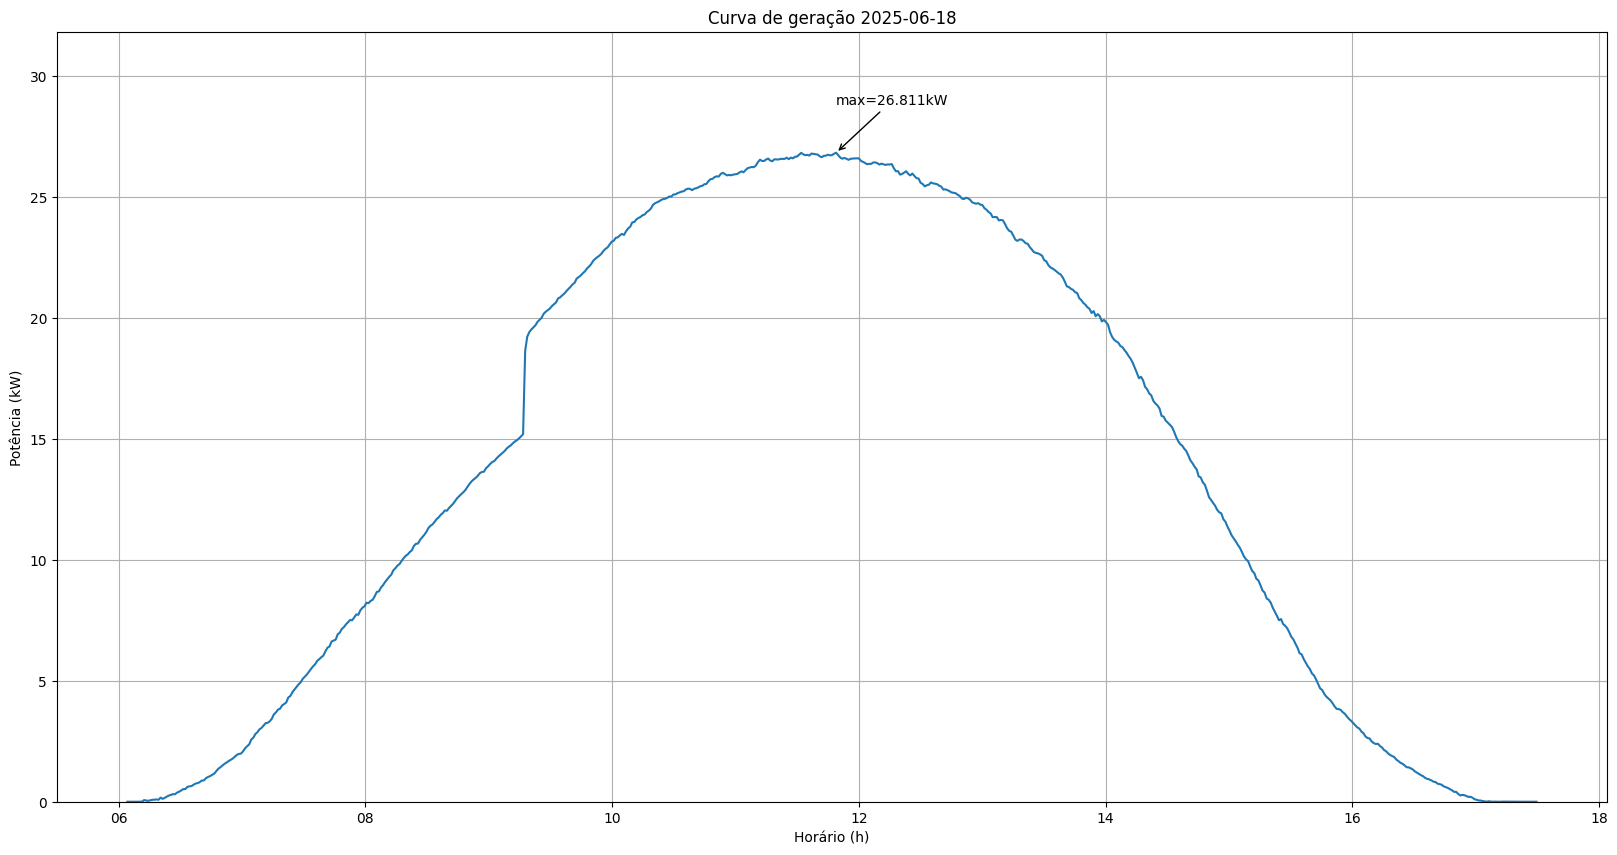 Curva de geração 2025-06-18
max=26.811kW
Potência (kW)
30
25
20
15
10
5
0
06 08 10 12 14 16 18
Horário (h)